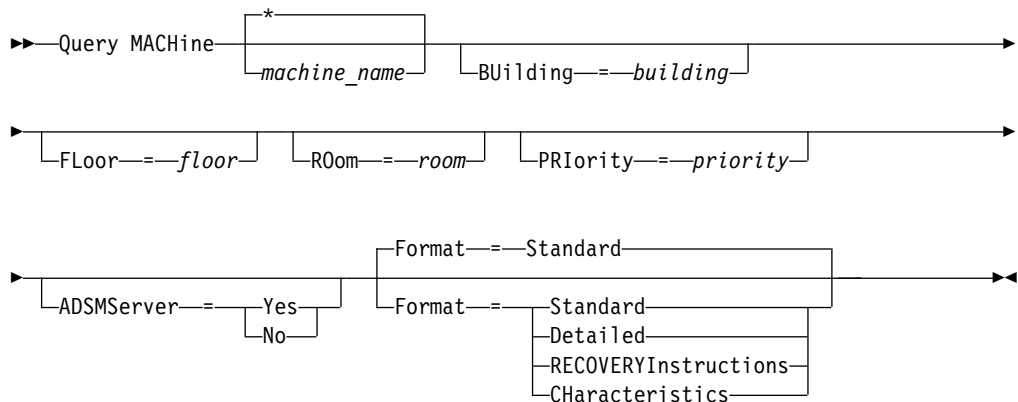 *
Query MACHine
machine_name BUilding = building
FLoor = floor ROom = room PRIority = priority
Format = Standard
ADSMServer = Yes Format = Standard
No Detailed
RECOVERYInstructions
CHaracteristics